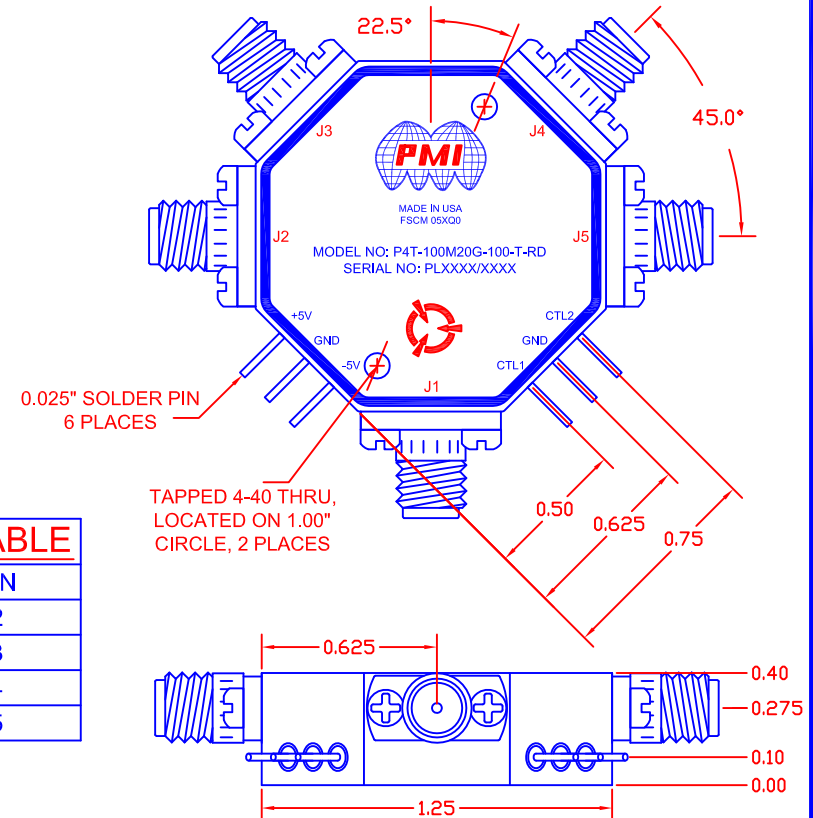 22.5°
45.0°
J3
J4
PMI
MADE IN USA
FSCM 05XQ0
J2
J5
MODEL NO: P4T-100M20G-100-T-RD
SERIAL NO: PLXXXX/XXXX
+5V
CTL2
GND
GND
-5V
CTL1
J1
0.025" SOLDER PIN
6 PLACES
TAPPED 4-40 THRU,
LOCATED ON 1.00"
CIRCLE, 2 PLACES
0.50
0.625
0.75
ABLE
N
0.625
0.40
0.275
0.10
0.00
1.25